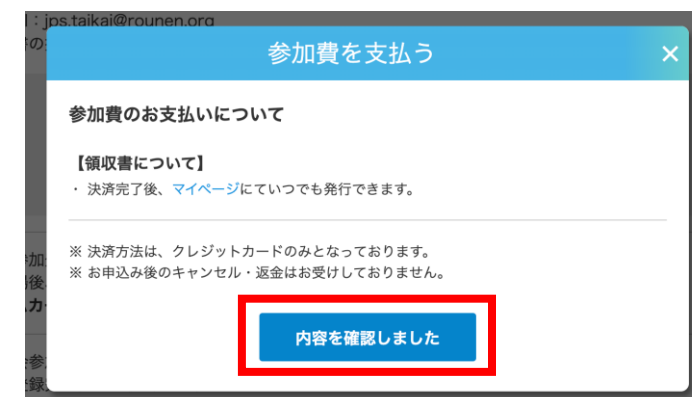 ：jps.taikai@rounen.org
参加費を支払う
×
参加費のお支払いについて
【領収書について】
・ 決済完了後、マイページにていつでも発行できます。
※ 決済方法は、クレジットカードのみとなっております。
※ お申込み後のキャンセル・返金はお受けしておりません。
内容を確認しました